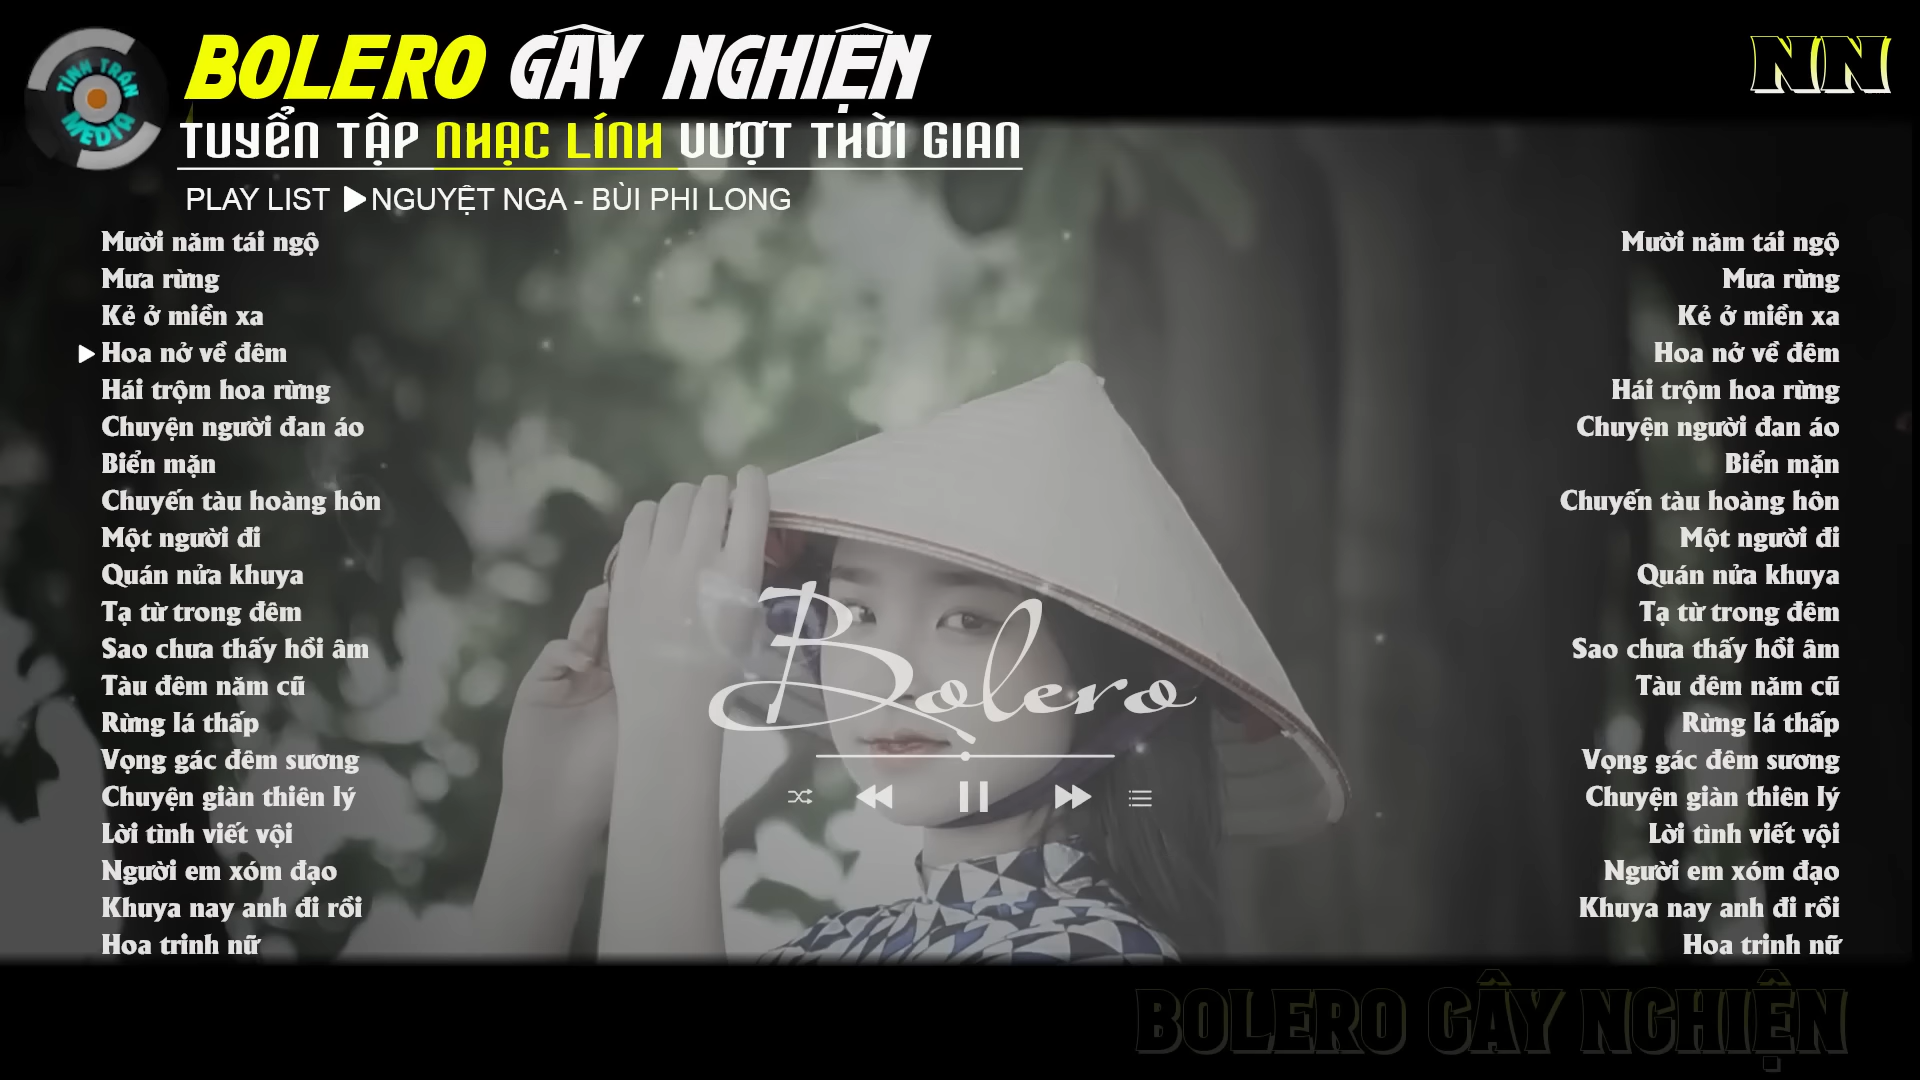 TÌNH TRẦN
MEDIA
BOLERO GÂY NGHIỆN
TUYỂN TẬP NHẠC LÍNH VƯỢT THỜI GIAN
PLAY LIST NGUYỆT NGA - BÙI PHI LONG
NN
Mười năm tái ngộ
Mưa rừng
Kẻ ở miền xa
Hoa nở về đêm
Hái trộm hoa rừng
Chuyện người đan áo
Biển mặn
Chuyến tàu hoàng hôn
Một người đi
Quán nửa khuya
Tạ từ trong đêm
Sao chưa thấy hồi âm
Tàu đêm năm cũ
Rừng lá thấp
Vọng gác đêm sương
Chuyện giàn thiên lý
Lời tình viết vội
Người em xóm đạo
Khuya nay anh đi rồi
Hoa trinh nữ
Bolero
Mười năm tái ngộ
Mưa rừng
Kẻ ở miền xa
Hoa nở về đêm
Hái trộm hoa rừng
Chuyện người đan áo
Biển mặn
Chuyến tàu hoàng hôn
Một người đi
Quán nửa khuya
Tạ từ trong đêm
Sao chưa thấy hồi âm
Tàu đêm năm cũ
Rừng lá thấp
Vọng gác đêm sương
Chuyện giàn thiên lý
Lời tình viết vội
Người em xóm đạo
Khuya nay anh đi rồi
Hoa trinh nữ
BOLERO GÂY NGHIỆN